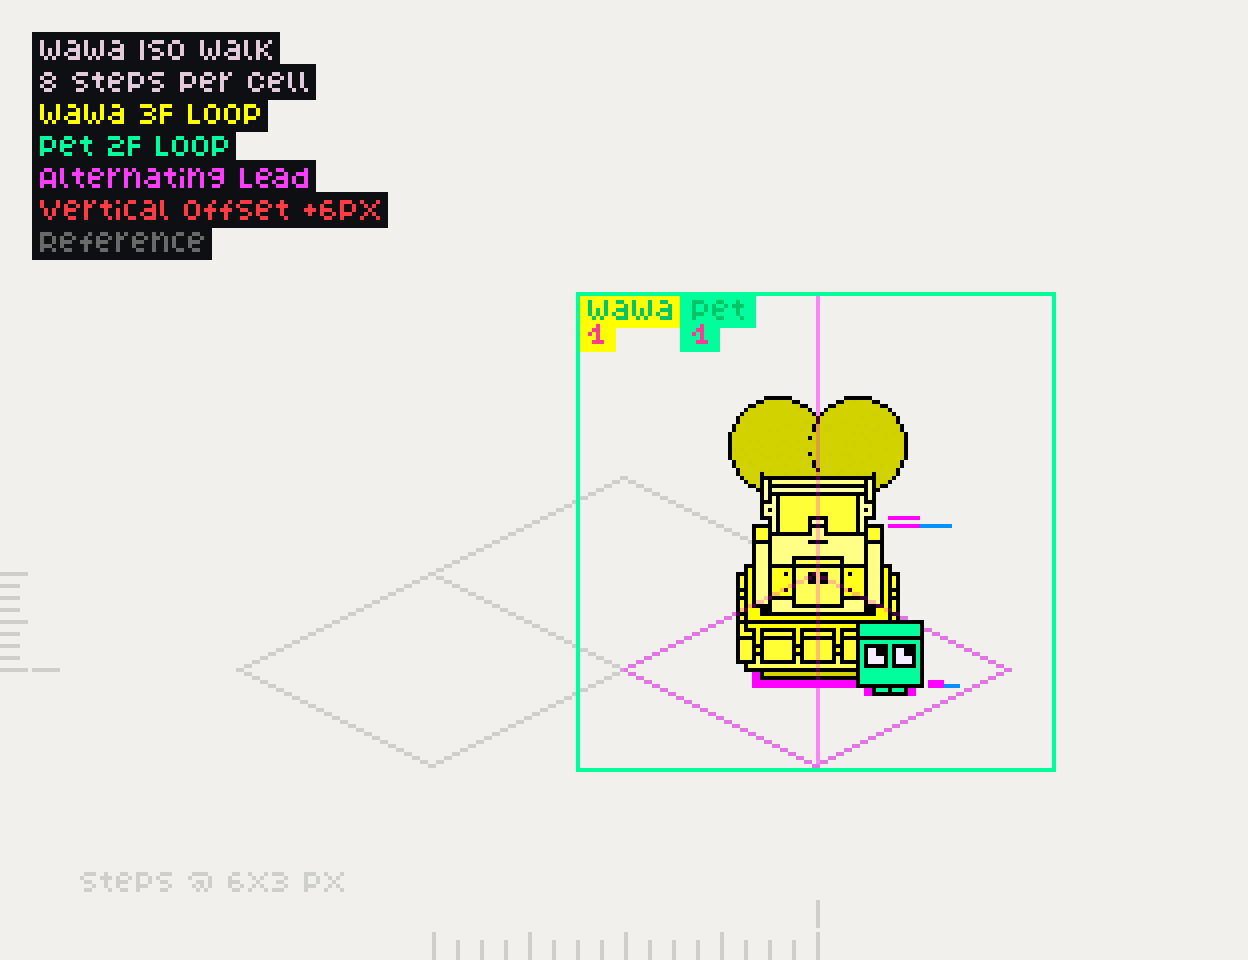 wawa ISO walk
8 steps per cell
wawa 3F LOOP
pet 2F LOOP
Alternating Lead
Vertical Offset +6PX
Reference
wawa pet
1 1
steps @ 6X3 PX